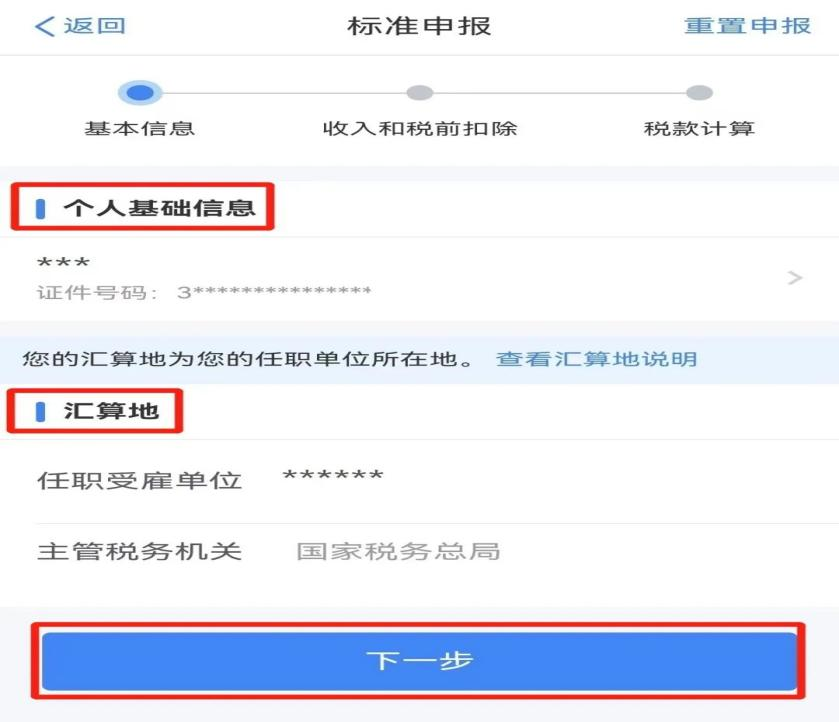 返回 标准申报 重置申报
基本信息 收入和税前扣除 税款计算
个人基础信息
***
证件号码： 3***************
您的汇算地为您的任职单位所在地。 查看汇算地说明
汇算地
任职受雇单位 ******
主管税务机关 国家税务总局
下一步